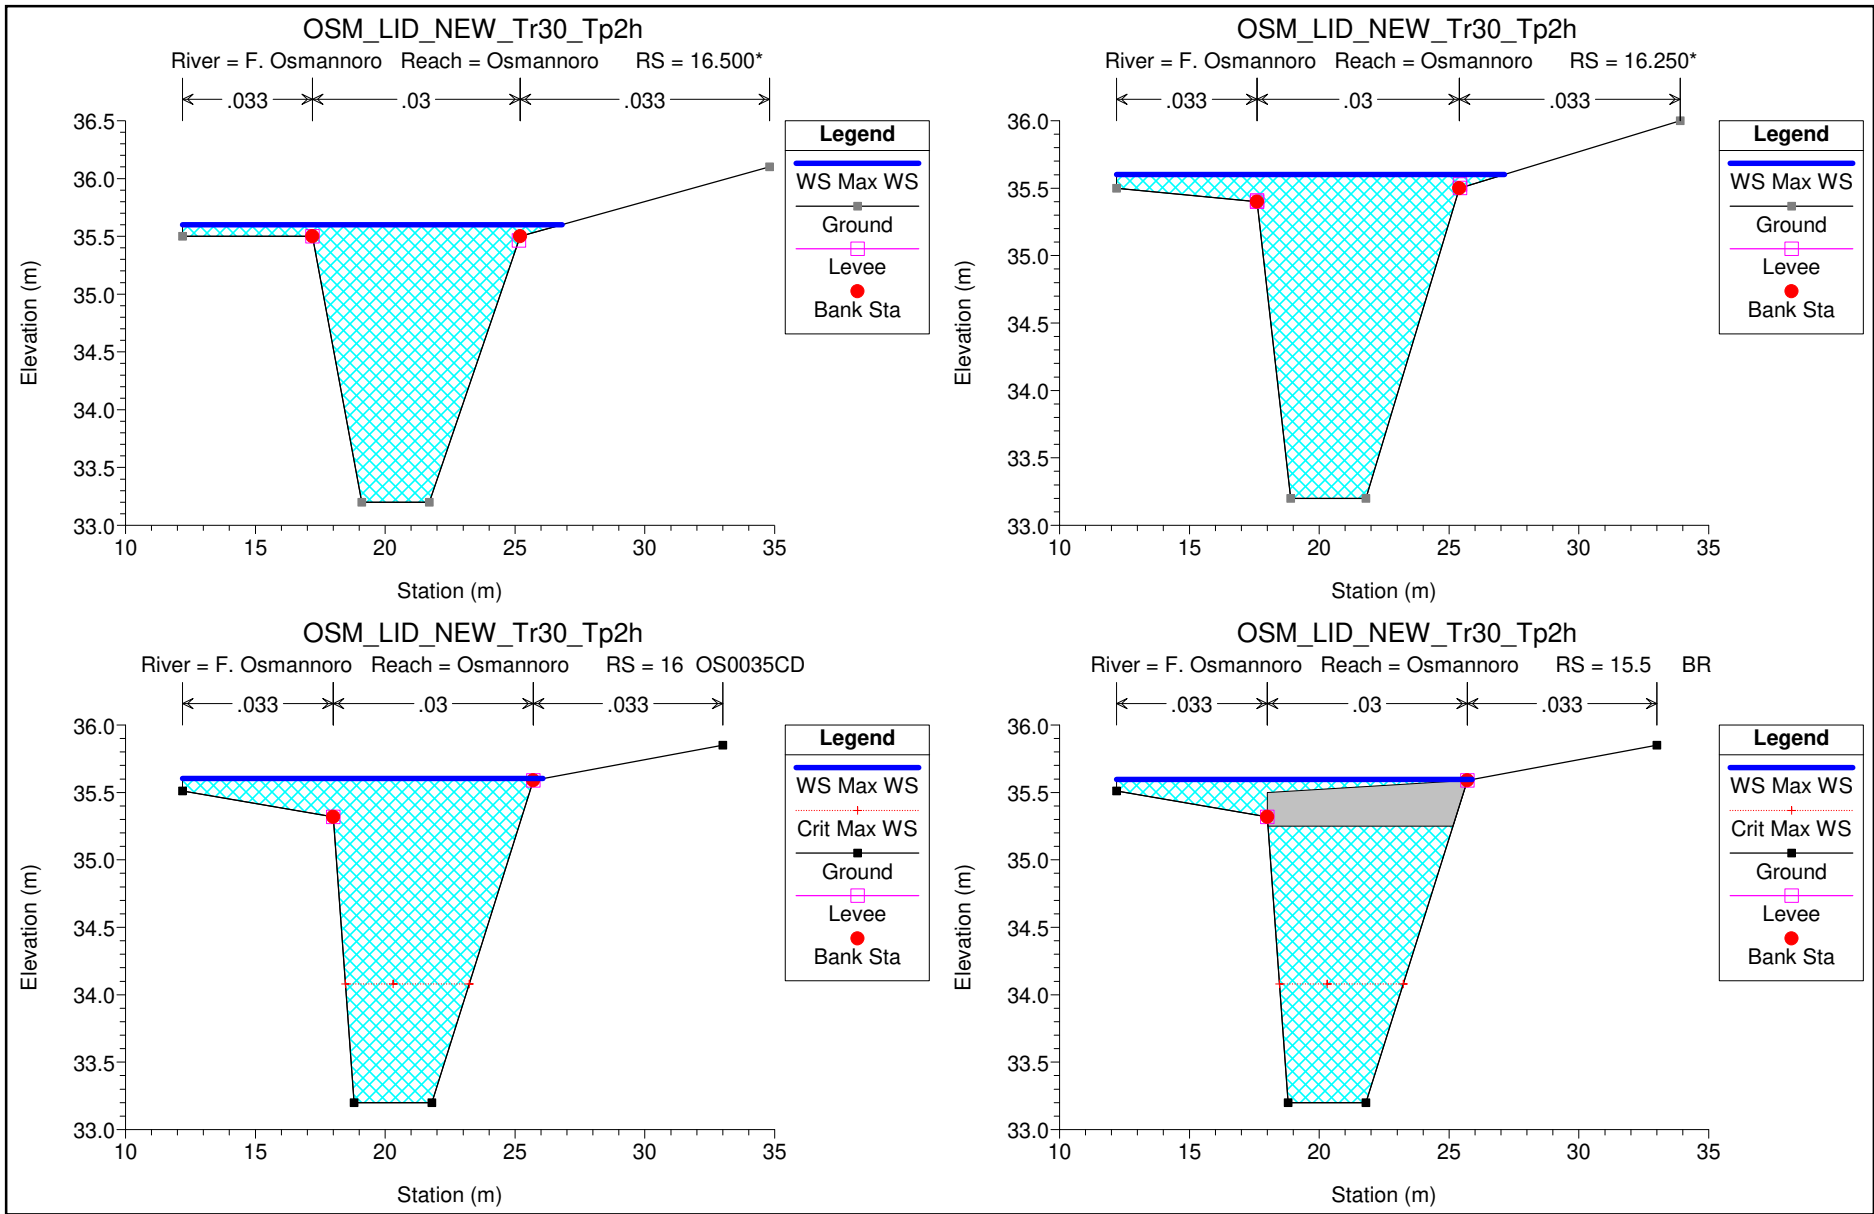 OSM_LID_NEW_Tr30_Tp2h
River = F. Osmannoro Reach = Osmannoro RS = 16.500*
.033 .03 .033
36.5
36.0
35.5
35.0
34.5
34.0
33.5
33.0
Elevation (m)
10 15 20 25 30 35
Station (m)
Legend
WS Max WS
Ground
Levee
Bank Sta
OSM_LID_NEW_Tr30_Tp2h
River = F. Osmannoro Reach = Osmannoro RS = 16.250*
.033 .03 .033
36.0
35.5
35.0
34.5
34.0
33.5
33.0
Elevation (m)
10 15 20 25 30 35
Station (m)
Legend
WS Max WS
Ground
Levee
Bank Sta
OSM_LID_NEW_Tr30_Tp2h
River = F. Osmannoro Reach = Osmannoro RS = 16 OS0035CD
.033 .03 .033
36.0
35.5
35.0
34.5
34.0
33.5
33.0
Elevation (m)
10 15 20 25 30 35
Station (m)
Legend
WS Max WS
Crit Max WS
Ground
Levee
Bank Sta
OSM_LID_NEW_Tr30_Tp2h
River = F. Osmannoro Reach = Osmannoro RS = 15.5 BR
.033 .03 .033
36.0
35.5
35.0
34.5
34.0
33.5
33.0
Elevation (m)
10 15 20 25 30 35
Station (m)
Legend
WS Max WS
Crit Max WS
Ground
Levee
Bank Sta